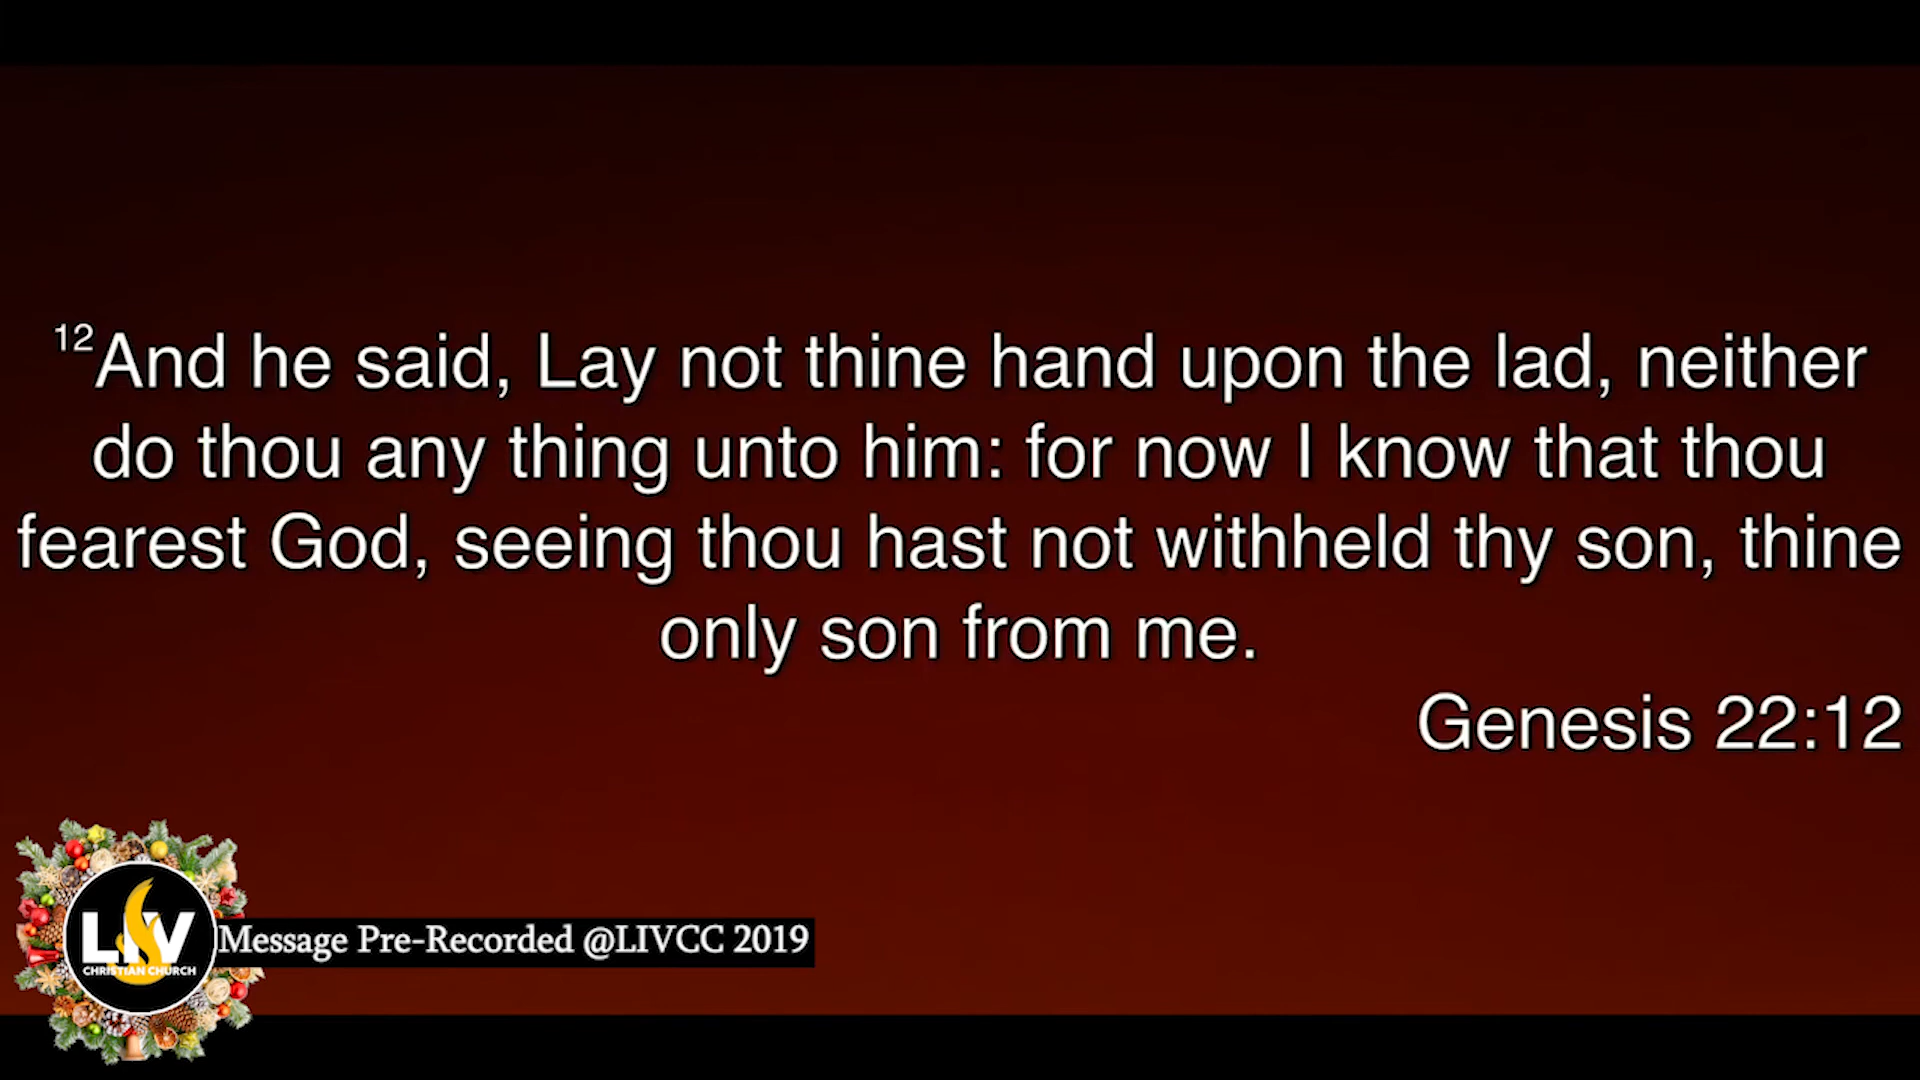 12And he said, Lay not thine hand upon the lad, neither
do thou any thing unto him: for now I know that thou
fearest God, seeing thou hast not withheld thy son, thine
only son from me.
Genesis 22:12
LIV
CHRISTIAN CHURCH
Message Pre-Recorded @LIVCC 2019